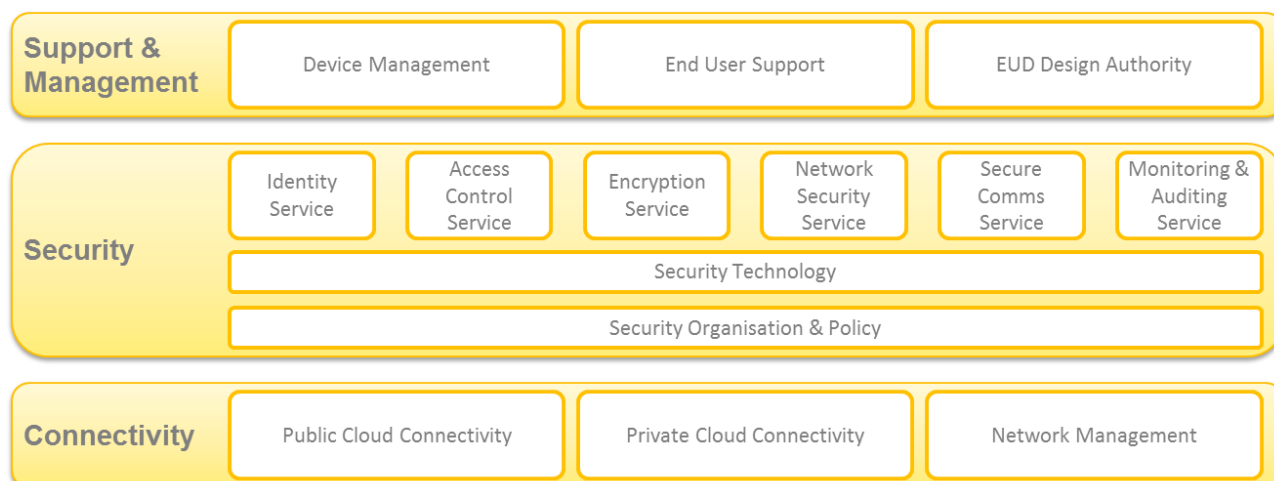 Support &
Management
Device Management
End User Support
EUD Design Authority
Security
Identity
Service
Access
Control
Service
Encryption
Service
Network
Security
Service
Secure
Comms
Service
Monitoring &
Auditing
Service
Security Technology
Security Organisation & Policy
Connectivity
Public Cloud Connectivity
Private Cloud Connectivity
Network Management